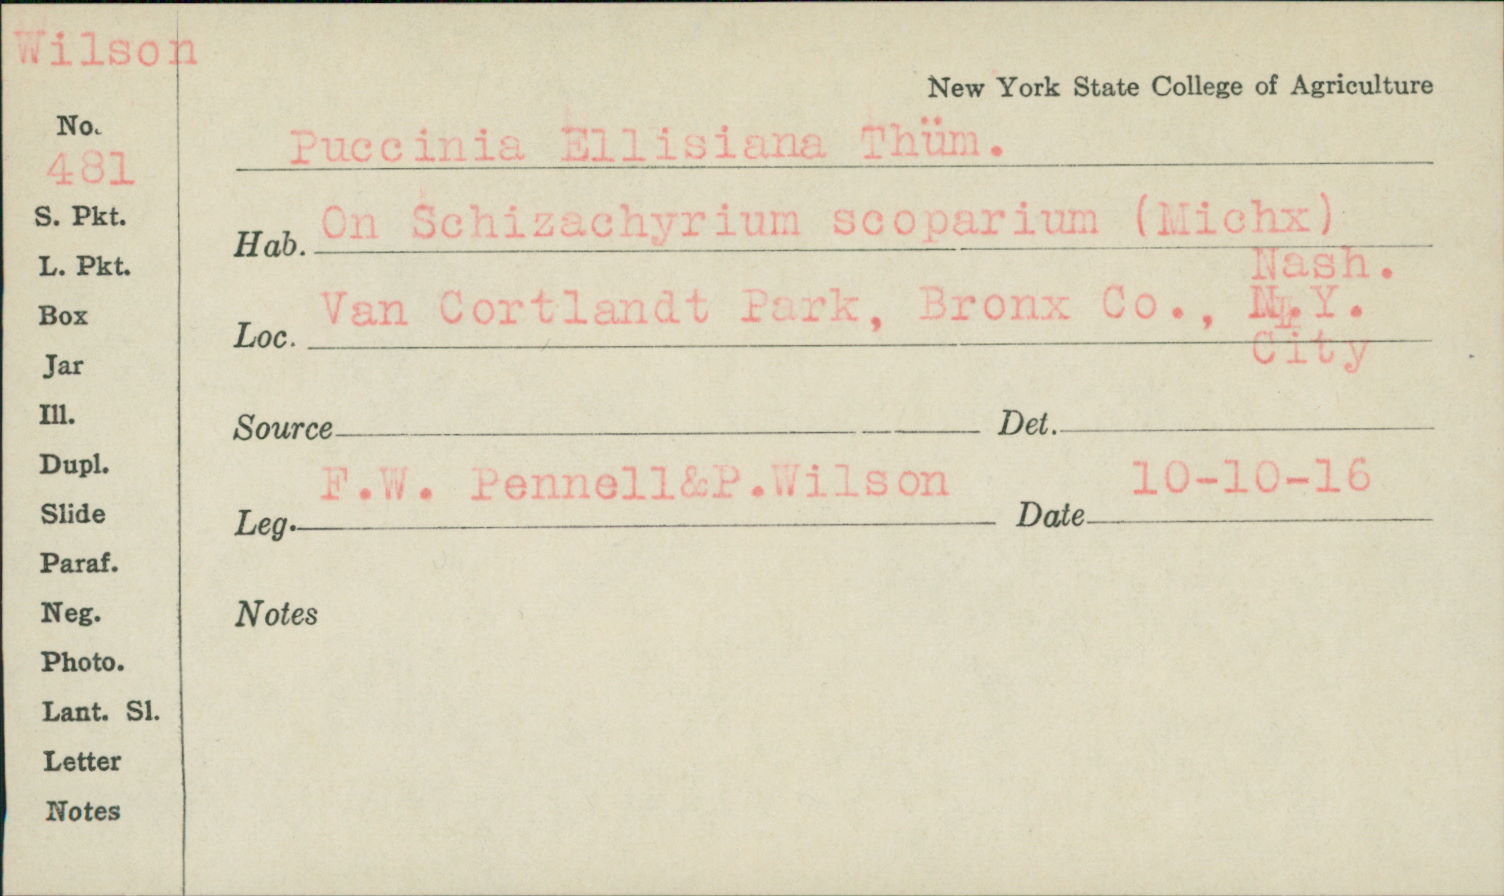 Wilson
New York State College of Agriculture
No.
481
Puccinia Ellisiana Thüm.
S. Pkt.
Hab. On Schizachyrium scoparium (Michx)
Nash.
L. Pkt.
Box
Loc. Van Cortlandt Park, Bronx Co., N.Y.
City
Jar
Ill.
Source Det.
Dupl.
Slide
Leg. F.W. Pennell&P.Wilson Date 10-10-16
Paraf.
Neg.
Notes
Photo.
Lant. Sl.
Letter
Notes